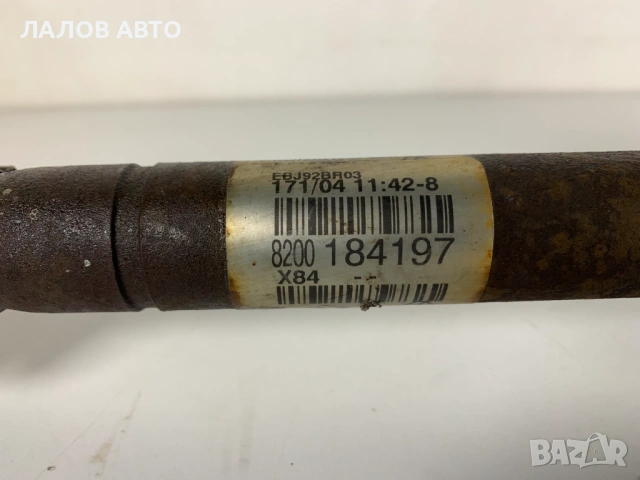 ЛАЛОВ АВТО
EBJ92BR03
171/04 11:42-8
8200 184197
X84 -.-
BAZAR